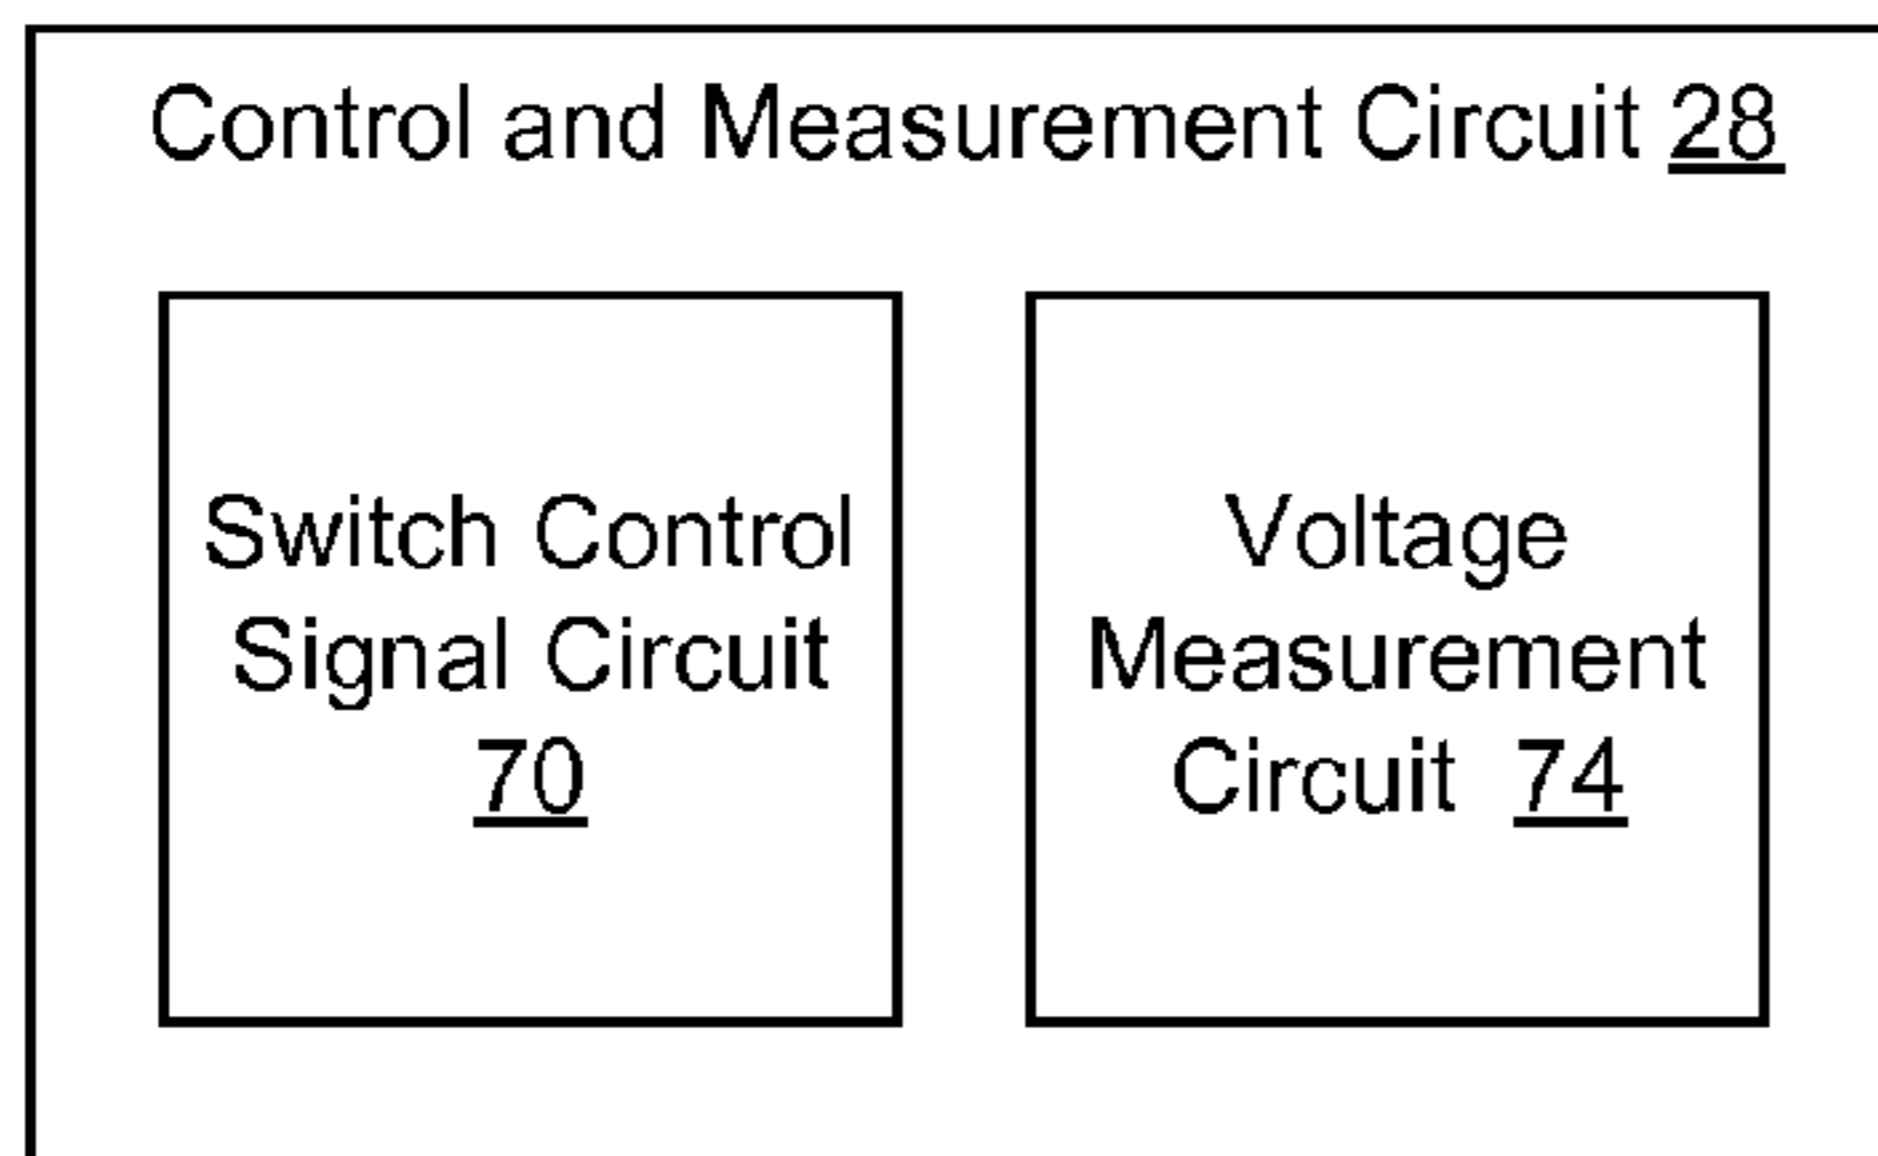 Control and Measurement Circuit 28
Switch Control
Signal Circuit
70
Voltage
Measurement
Circuit 74